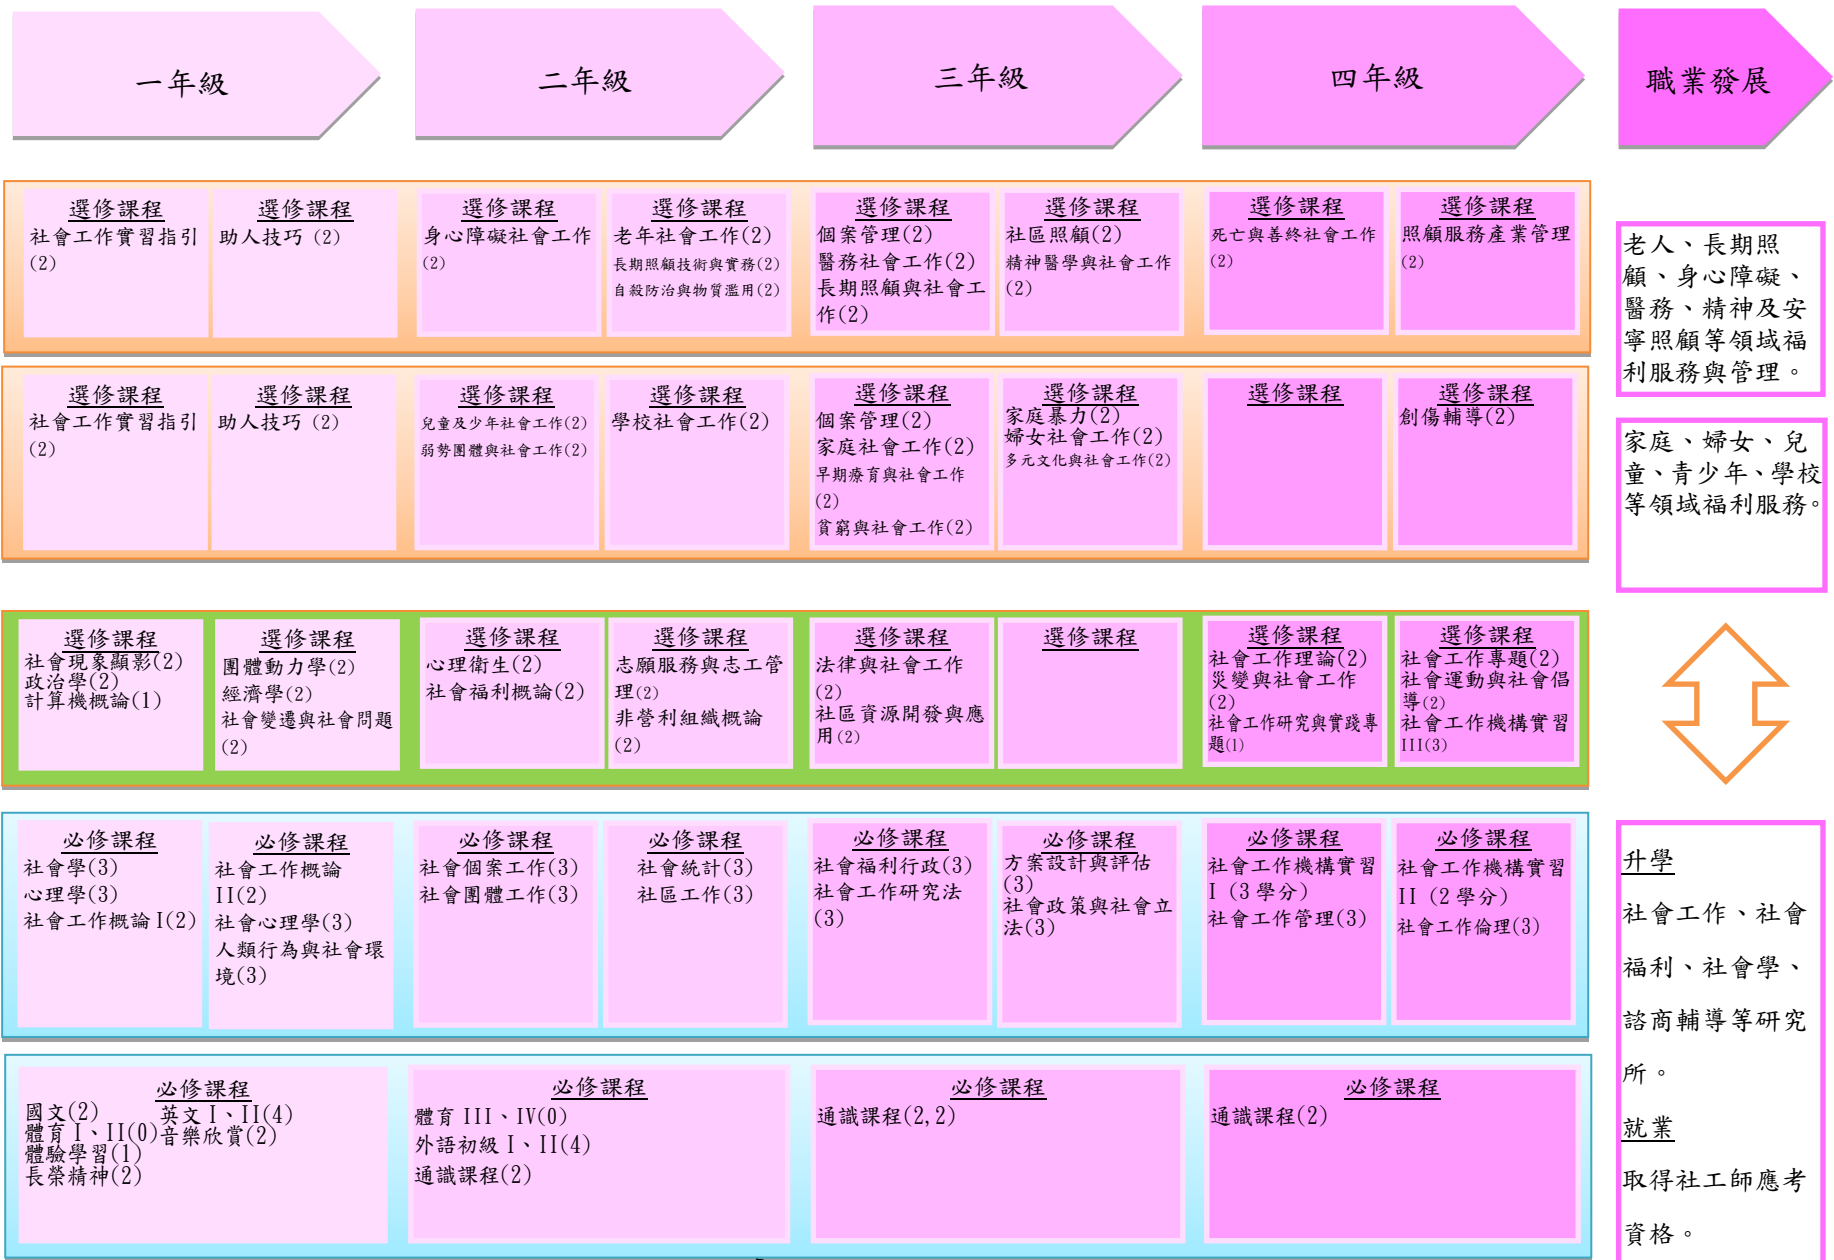 一年級
二年級
三年級
四年級
職業發展
選修課程
社會工作實習指引
(2)
選修課程
助人技巧 (2)
選修課程
身心障礙社會工作
(2)
選修課程
老年社會工作(2)
長期照顧技術與實務(2)
自殺防治與物質濫用(2)
選修課程
個案管理(2)
醫務社會工作(2)
長期照顧與社會工
作(2)
選修課程
社區照顧(2)
精神醫學與社會工作
(2)
選修課程
死亡與善終社會工作
(2)
選修課程
照顧服務產業管理
(2)
老人、長期照
顧、身心障礙、
醫務、精神及安
寧照顧等領域福
利服務與管理。
選修課程
社會工作實習指引
(2)
選修課程
助人技巧 (2)
選修課程
兒童及少年社會工作(2)
弱勢團體與社會工作(2)
選修課程
學校社會工作(2)
選修課程
個案管理(2)
家庭社會工作(2)
早期療育與社會工作
(2)
貧窮與社會工作(2)
選修課程
家庭暴力(2)
婦女社會工作(2)
多元文化與社會工作(2)
選修課程
選修課程
創傷輔導(2)
家庭、婦女、兒
童、青少年、學校
等領域福利服務。
選修課程
社會現象顯影(2)
政治學(2)
計算機概論(1)
選修課程
團體動力學(2)
經濟學(2)
社會變遷與社會問題
(2)
選修課程
心理衛生(2)
社會福利概論(2)
選修課程
志願服務與志工管
理(2)
非營利組織概論
(2)
選修課程
法律與社會工作
(2)
社區資源開發與應
用(2)
選修課程
選修課程
社會工作理論(2)
災變與社會工作
(2)
社會工作研究與實踐專
題(1)
選修課程
社會工作專題(2)
社會運動與社會倡
導(2)
社會工作機構實習
III(3)
必修課程
社會學(3)
心理學(3)
社會工作概論 I(2)
必修課程
社會工作概論
II(2)
社會心理學(3)
人類行為與社會環
境(3)
必修課程
社會個案工作(3)
社會團體工作(3)
必修課程
社會統計(3)
社區工作(3)
必修課程
社會福利行政(3)
社會工作研究法
(3)
必修課程
方案設計與評估
(3)
社會政策與社會立
法(3)
必修課程
社會工作機構實習
I (3 學分)
社會工作管理(3)
必修課程
社會工作機構實習
II (2 學分)
社會工作倫理(3)
必修課程
國文(2) 英文 I、II(4)
體育 I、II(0)音樂欣賞(2)
體驗學習(1)
長榮精神(2)
必修課程
體育 III、IV(0)
外語初級 I、II(4)
通識課程(2)
必修課程
通識課程(2,2)
必修課程
通識課程(2)
升學
社會工作、社會
福利、社會學、
諮商輔導等研究
所。
就業
取得社工師應考
資格。